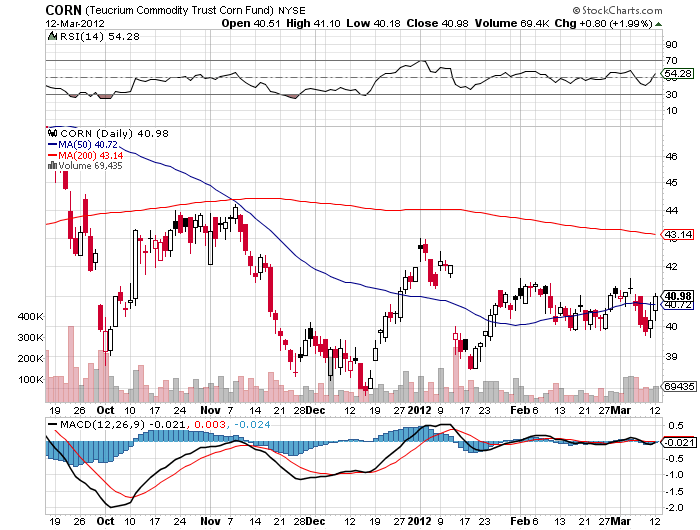 CORN (Teucrium Commodity Trust Corn Fund) NYSE © StockCharts.com
12-Mar-2012 Open 40.51 High 41.10 Low 40.18 Close 40.98 Volume 69.4K Chg +0.80 (+1.99%)
RSI(14) 54.28
90
70
54.28
30
10
CORN (Daily) 40.98
MA(50) 40.72
MA(200) 43.14
Volume 69,435
46
45
44
43.14
42
41
40.98
40.72
40
39
38
400K
300K
200K
100K
69435
19 26 Oct 10 17 24 Nov 7 14 21 28 Dec 12 19 27 2012 9 17 23 Feb 6 13 21 27 Mar 12
MACD(12,26,9) -0.021, 0.003, -0.024
0.5
-0.021
-0.5
-1.0
-1.5
-2.0
19 26 Oct 10 17 24 Nov 7 14 21 28 Dec 12 19 27 2012 9 17 23 Feb 6 13 21 27 Mar 12